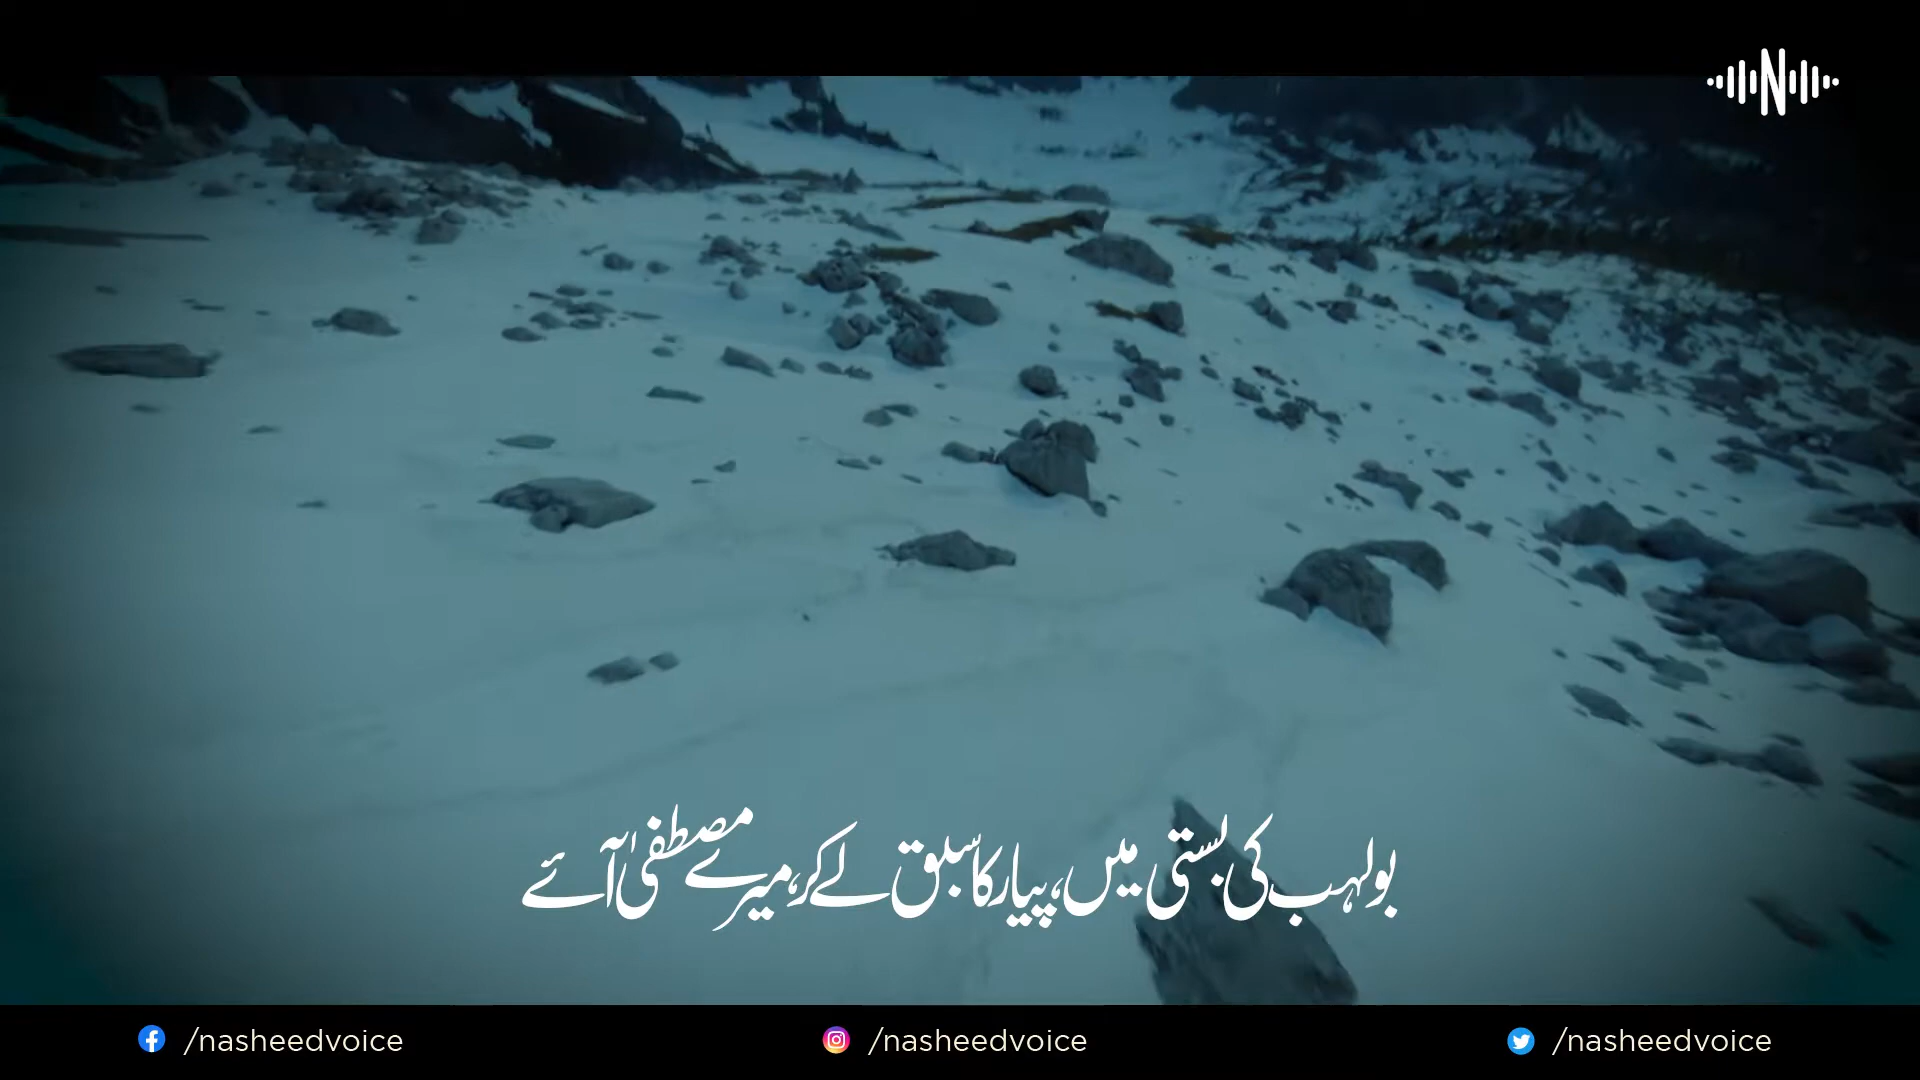 بولہب کی بستی میں، پیار کا سبق لے کر، میرے مصطفیٰ آئے
/nasheedvoice
/nasheedvoice
/nasheedvoice